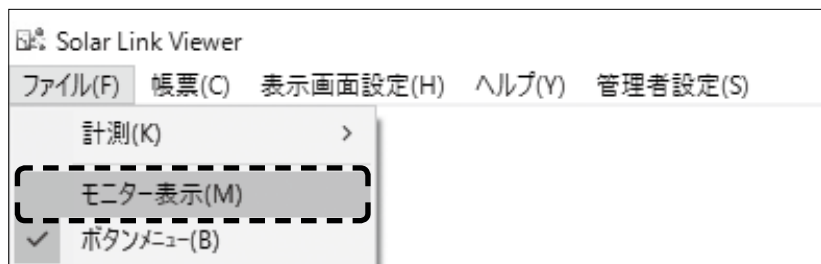 Solar Link Viewer
ファイル(F) 帳票(C) 表示画面設定(H) ヘルプ(Y) 管理者設定(S)
計測(K)
モニター表示(M)
ボタンメニュー(B)